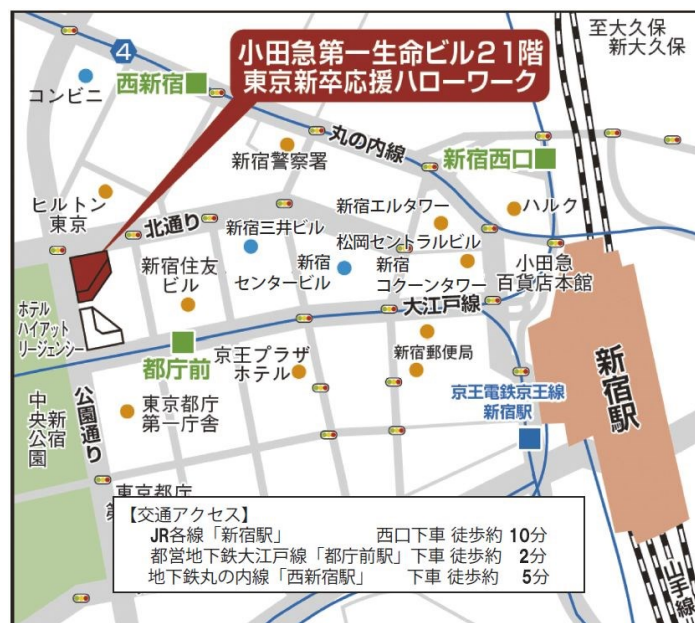 至大久保
新大久保
4
小田急第一生命ビル21階
東京新卒応援ハローワーク
コンビニ
西新宿
丸の内線
新宿警察署
新宿西口
ヒルトン
東京
北通り
新宿三井ビル
新宿エルタワー
ハルク
松岡セントラルビル
新宿住友
ビル
新宿
センタービル
新宿
コクーンタワー
小田急
百貨店本館
ホテル
ハイアット
リージェンシー
大江戸線
都庁前
京王プラザ
ホテル
新宿郵便局
新宿駅
京王電鉄京王線
新宿駅
新宿
中央公園
公園通り
東京都庁
第一庁舎
東京都庁
【交通アクセス】
JR各線「新宿駅」 西口下車 徒歩約 10分
都営地下鉄大江戸線「都庁前駅」下車 徒歩約 2分
地下鉄丸の内線「西新宿駅」 下車 徒歩約 5分
山手線